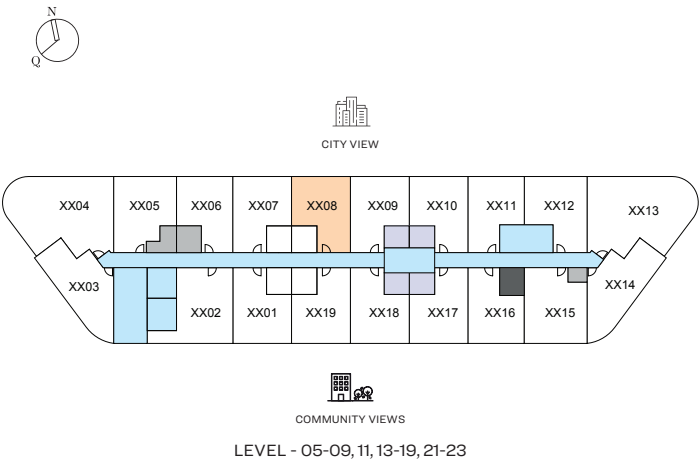 N
Q
CITY VIEW
XX04 XX05 XX06 XX07 XX08 XX09 XX10 XX11 XX12 XX13
XX03 XX14
XX02 XX01 XX19 XX18 XX17 XX16 XX15
COMMUNITY VIEWS
LEVEL - 05-09, 11, 13-19, 21-23